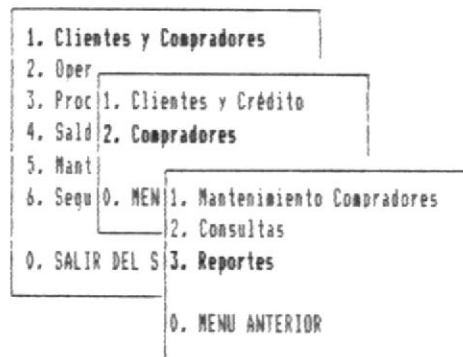 1. Clientes y Compradores
2. Oper
3. Proc
4. Sald
5. Mant
6. Segu
0. SALIR DEL S
1. Clientes y Crédito
2. Compradores
0. MEN
1. Mantenimiento Compradores
2. Consultas
3. Reportes
0. MENU ANTERIOR